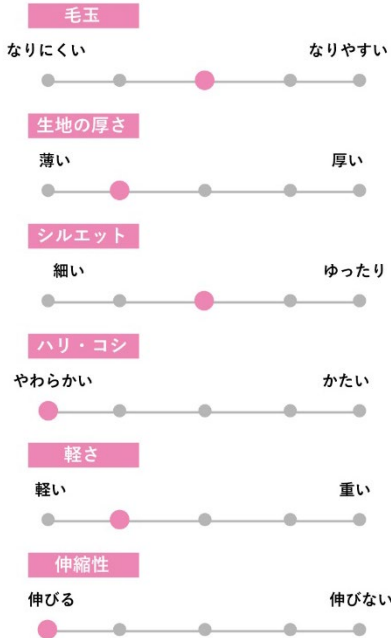 毛玉
なりにくい なりやすい
生地の厚さ
薄い 厚い
シルエット
細い ゆったり
ハリ・コシ
やわらかい かたい
軽さ
軽い 重い
伸縮性
伸びる 伸びない